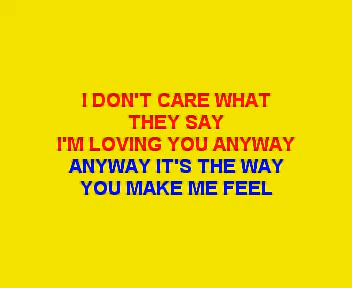 I DON'T CARE WHAT
THEY SAY
I'M LOVING YOU ANYWAY
ANYWAY IT'S THE WAY
YOU MAKE ME FEEL